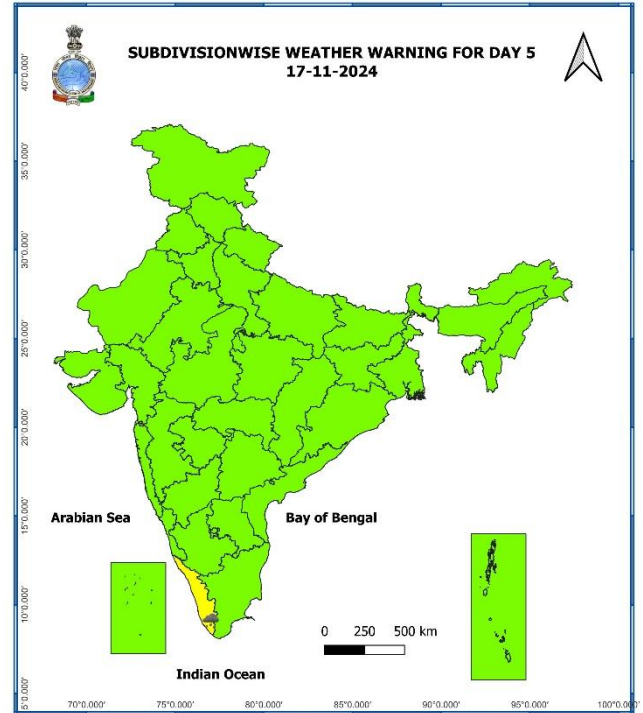 SUBDIVISIONWISE WEATHER WARNING FOR DAY 5
17-11-2024
40°0.000'
35°0.000'
30°0.000'
25°0.000'
20°0.000'
15°0.000'
10°0.000'
5°0.000'
Arabian Sea
Bay of Bengal
0 250 500 km
Indian Ocean
70°0.000' 75°0.000' 80°0.000' 85°0.000' 90°0.000' 95°0.000' 100°0.000'